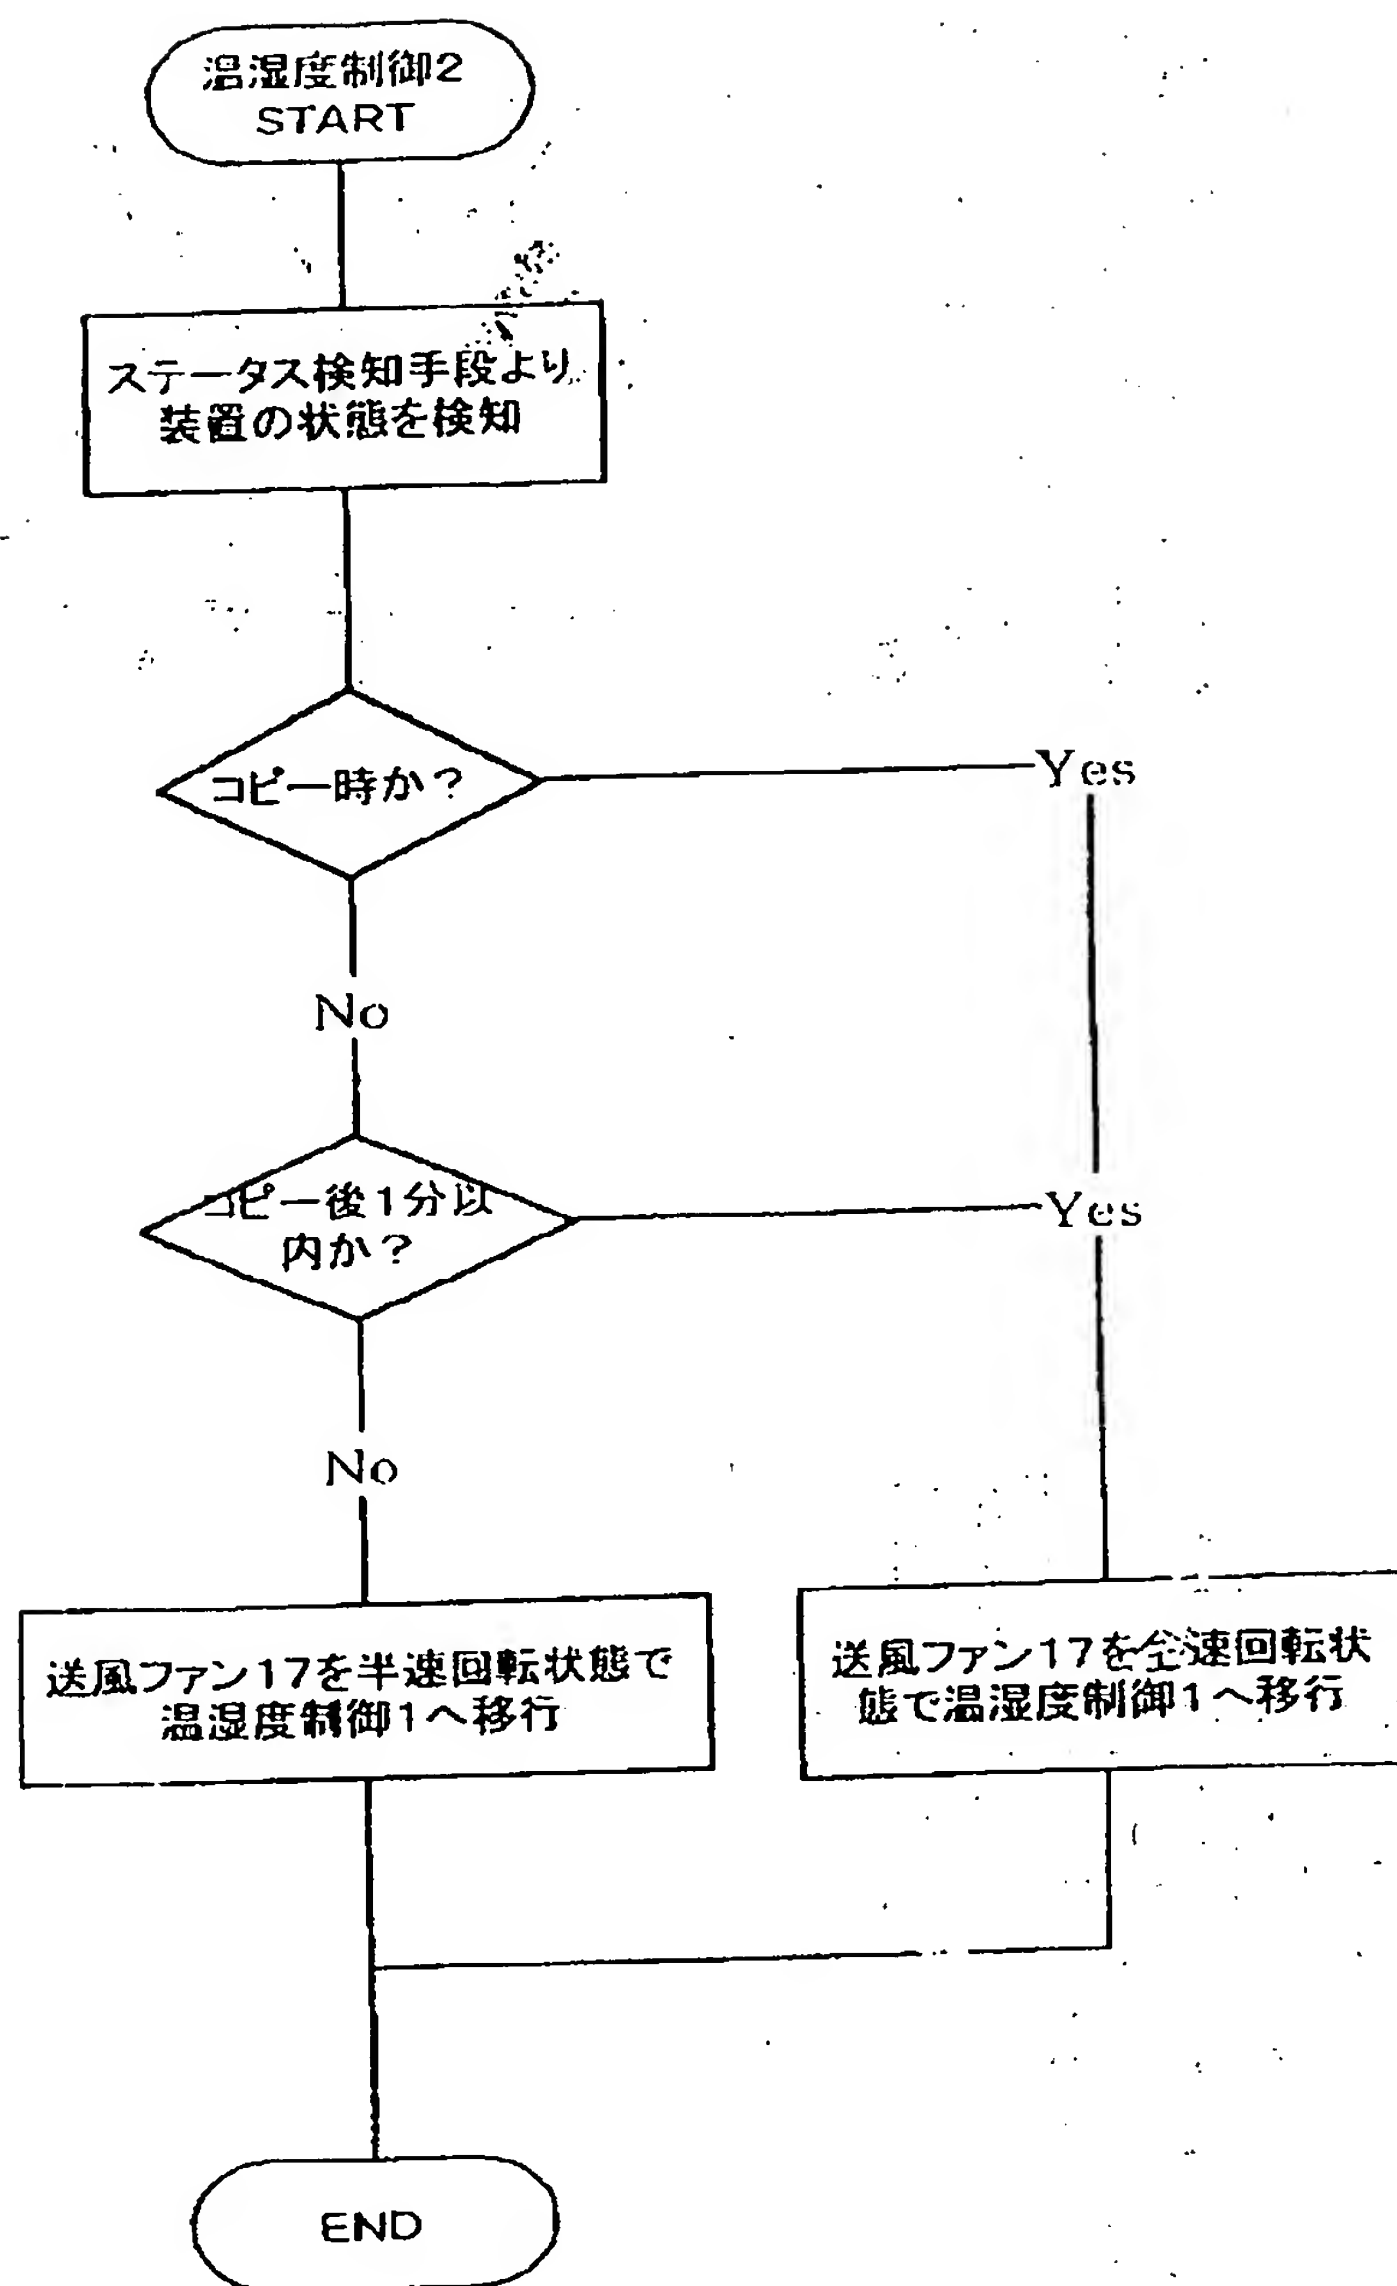 温湿度制御2
START
ステータス検知手段より
装置の状態を検知
コピー時か？
Yes
No
コピー後1分以
内か？
Yes
No
送風ファン17を半速回転状態で
温湿度制御1へ移行
送風ファン17を全速回転状
態で温湿度制御1へ移行
END